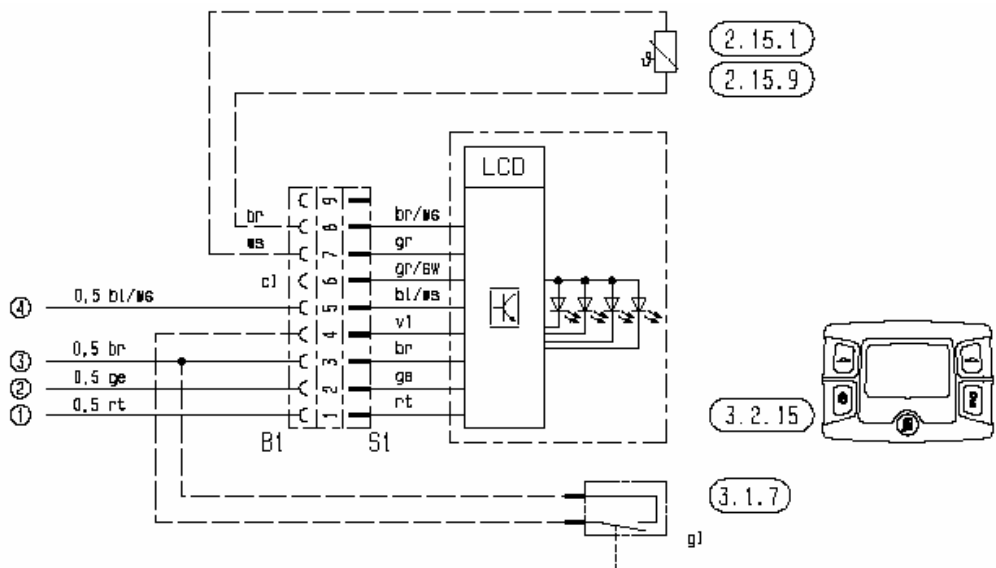 2.15.1
ϑ
2.15.9
LCD
9
br 8 br/ws
ws 7 gr
c) 6 gr/sw
④ 0,5 bl/ws 5 bl/ws
4 vi
③ 0,5 br 3 br
② 0,5 ge 2 ge
① 0,5 rt 1 rt
B1 S1
3.2.15
3.1.7
g)